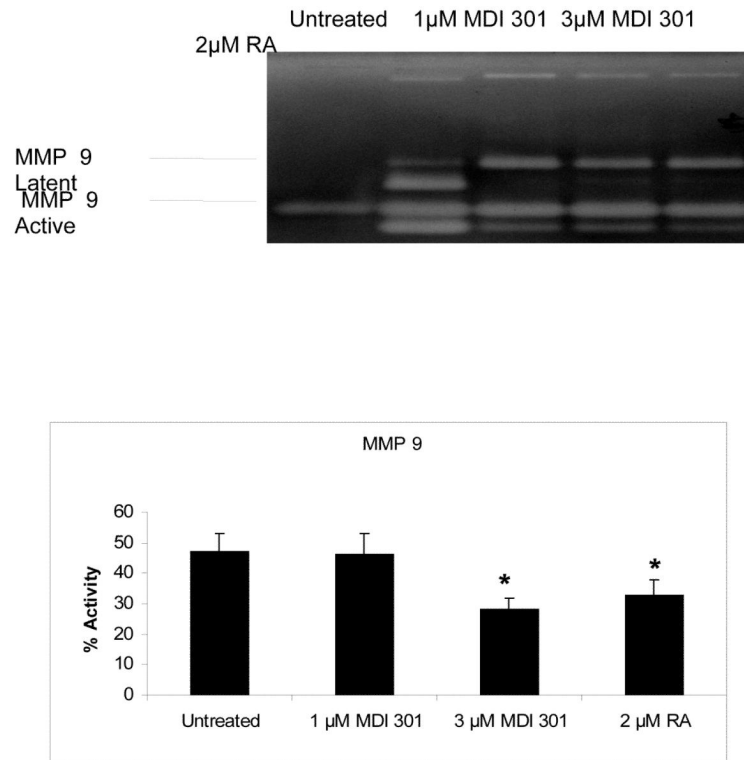 Untreated 1µM MDI 301 3µM MDI 301
2µM RA
MMP 9
Latent
MMP 9
Active
MMP 9
60
50
40
30
20
10
0
% Activity
* *
Untreated 1 µM MDI 301 3 µM MDI 301 2 µM RA